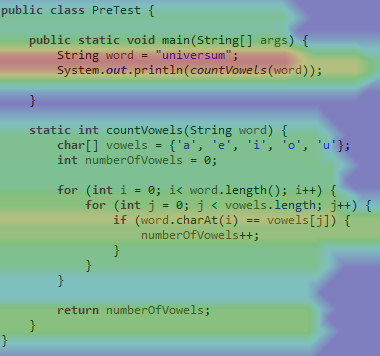 public class PreTest {
    public static void main(String[] args) {
        String word = "universum";
        System.out.println(countVowels(word));
    }
    static int countVowels(String word) {
        char[] vowels = {'a', 'e', 'i', 'o', 'u'};
        int numberOfVowels = 0;
        for (int i = 0; i< word.length(); i++) {
            for (int j = 0; j < vowels.length; j++) {
                if (word.charAt(i) == vowels[j]) {
                    numberOfVowels++;
                }
            }
        }
        return numberOfVowels;
    }
}